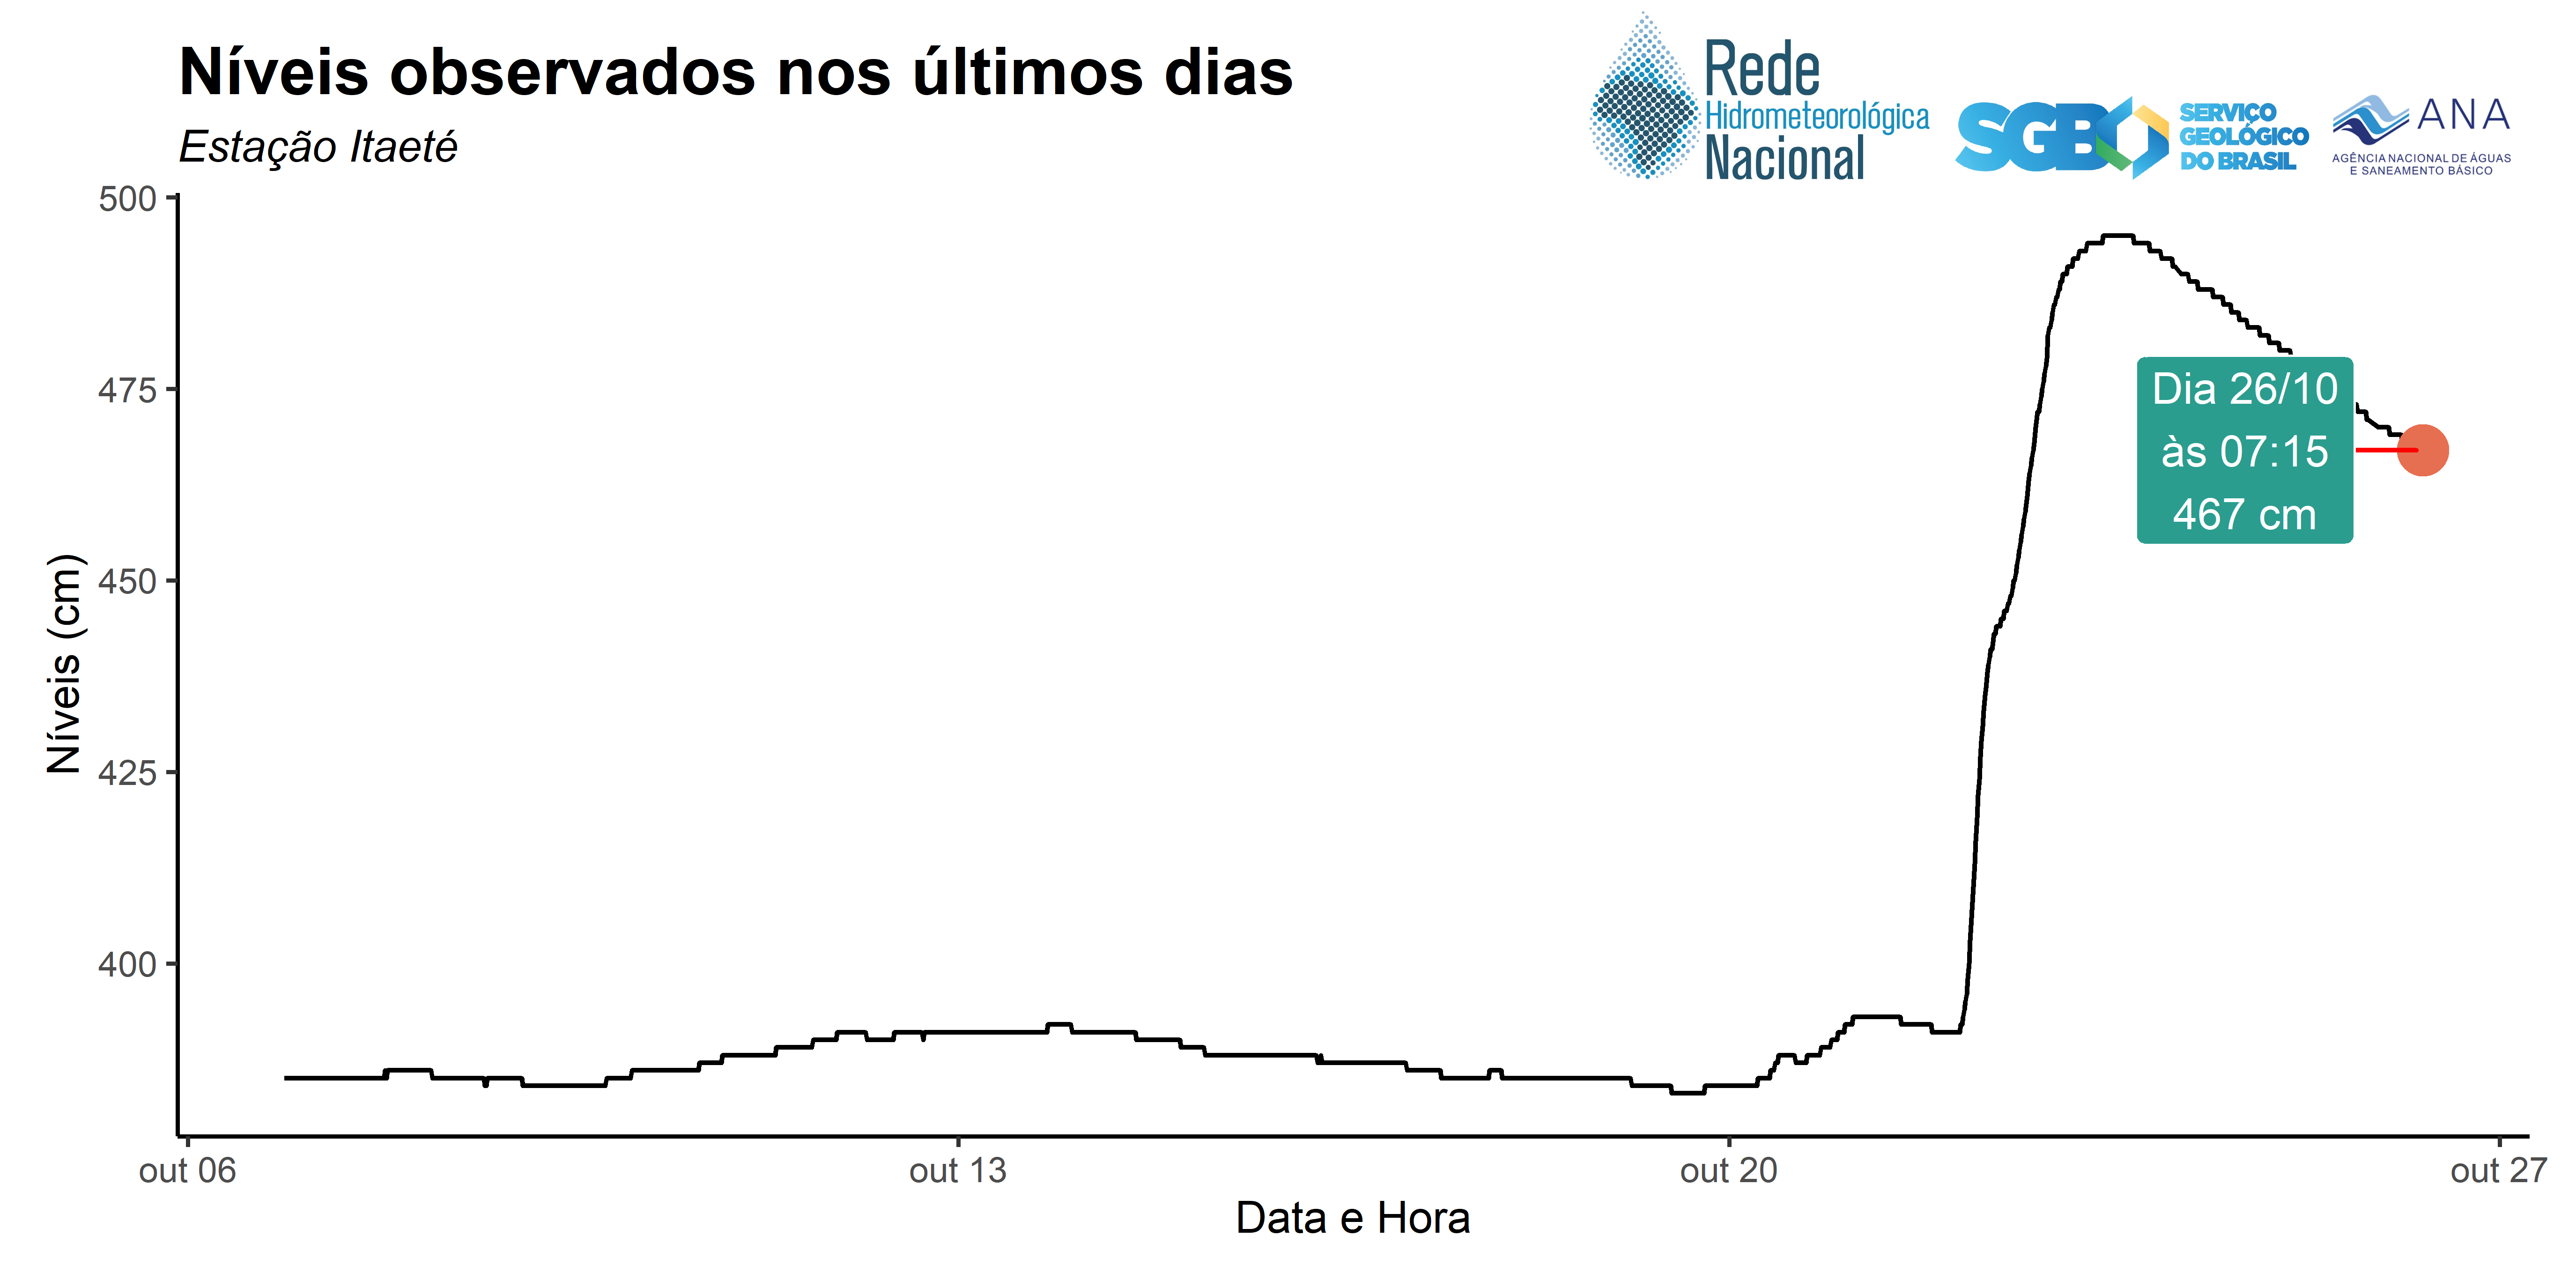 Níveis observados nos últimos dias
Estação Itaeté
Rede
Hidrometeorológica
Nacional
SGB
SERVIÇO
GEOLÓGICO
DO BRASIL
ANA
AGÊNCIA NACIONAL DE ÁGUAS
E SANEAMENTO BÁSICO
500
475
450
425
400
Níveis (cm)
Dia 26/10
às 07:15
467 cm
out 06
out 13
out 20
out 27
Data e Hora